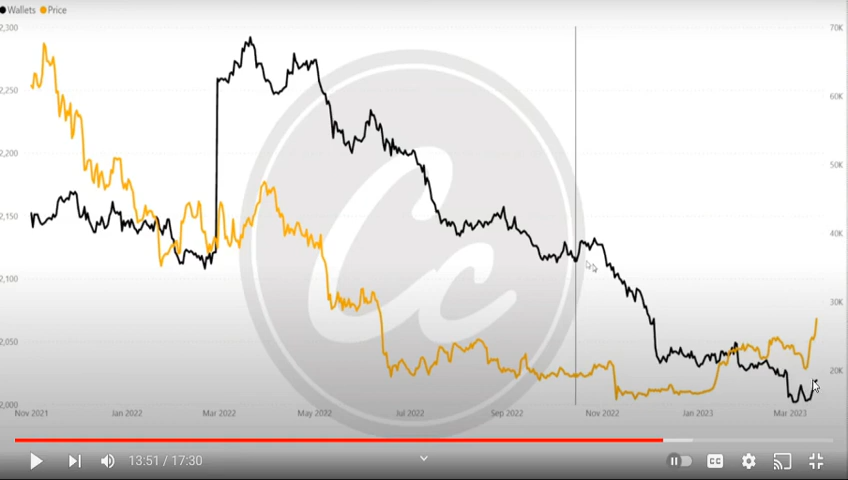 Wallets Price
2,300 70K
2,250 60K
2,200 50K
2,150 40K
2,100 30K
2,050 20K
2,000
Nov 2021 Jan 2022 Mar 2022 May 2022 Jul 2022 Sep 2022 Nov 2022 Jan 2023 Mar 2023
Cc
13:51 / 17:30
CC